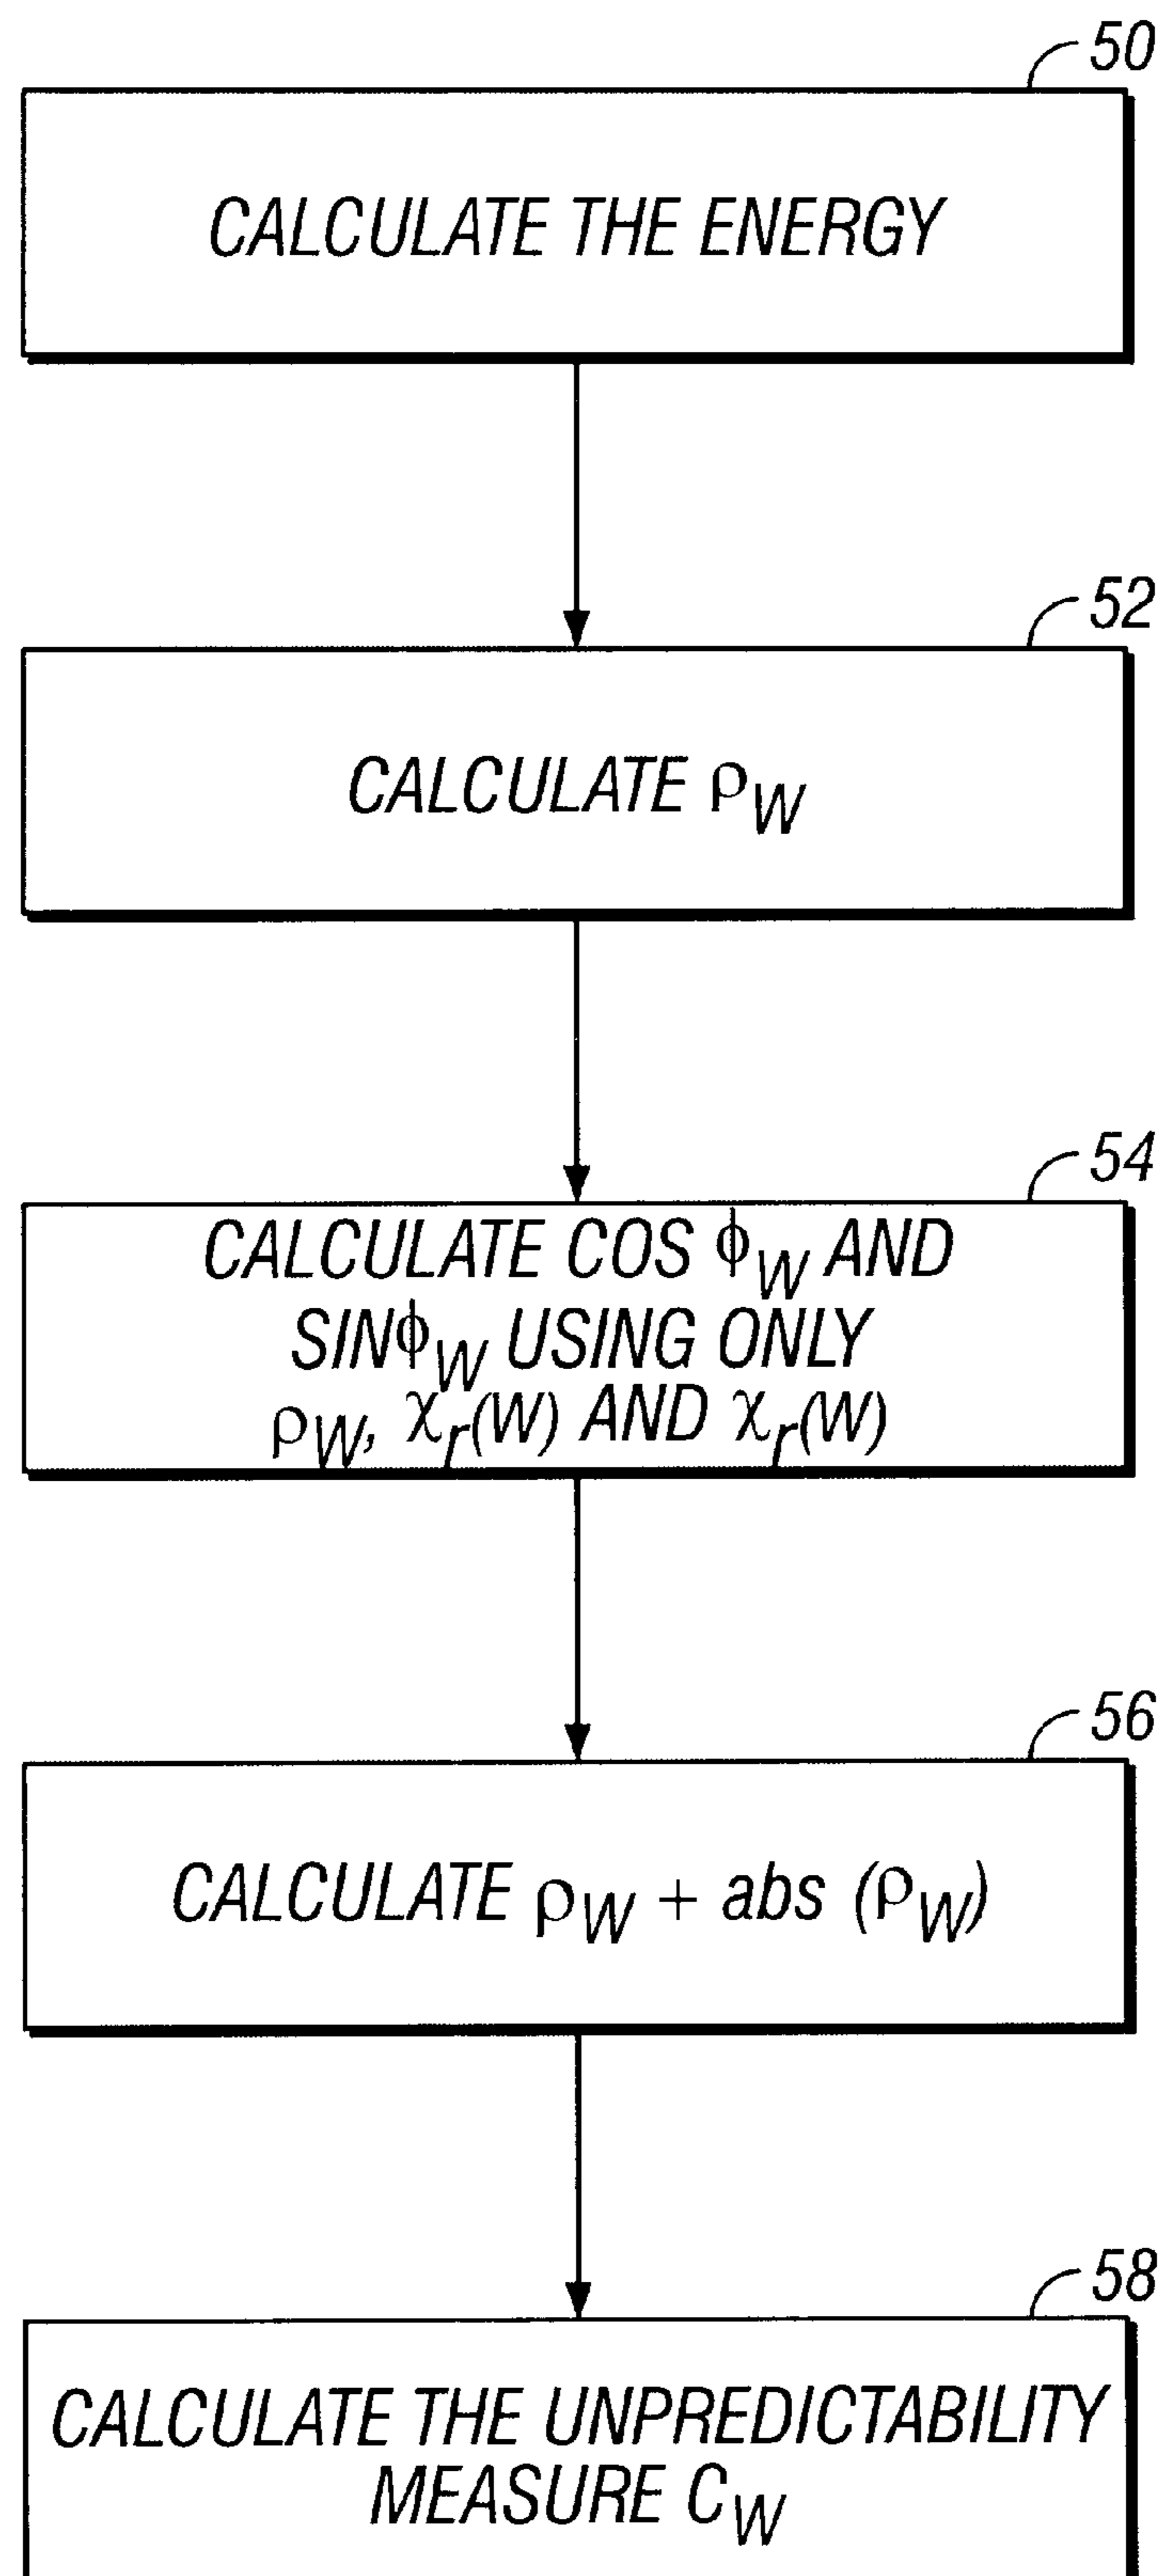 50
CALCULATE THE ENERGY
52
CALCULATE ρW
54
CALCULATE COS ϕW AND
SINϕW USING ONLY
ρW, χr(W) AND χr(W)
56
CALCULATE ρW + abs (ρW)
58
CALCULATE THE UNPREDICTABILITY
MEASURE CW